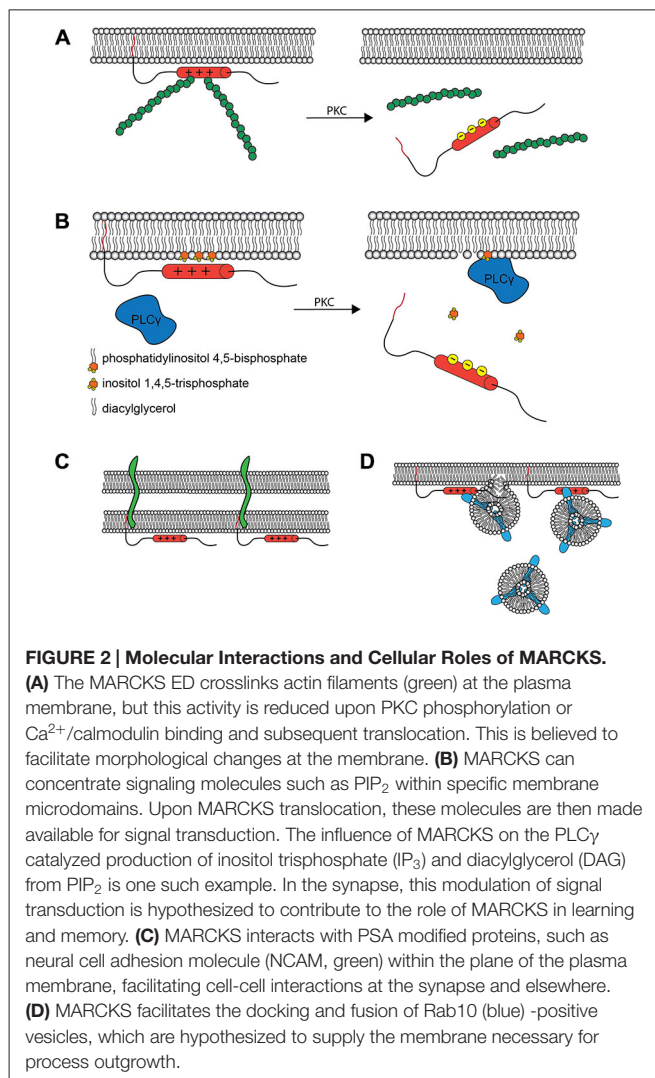 A
+ + +
PKC
− − −
B
+ + +
PKC
PLCγ
PLCγ
− − −
phosphatidylinositol 4,5-bisphosphate
inositol 1,4,5-trisphosphate
diacylglycerol
C
D
+ + +
+ + +
+ + +
+ + +
FIGURE 2 | Molecular Interactions and Cellular Roles of MARCKS.
(A) The MARCKS ED crosslinks actin filaments (green) at the plasma
membrane, but this activity is reduced upon PKC phosphorylation or
Ca²⁺/calmodulin binding and subsequent translocation. This is believed to
facilitate morphological changes at the membrane. (B) MARCKS can
concentrate signaling molecules such as PIP₂ within specific membrane
microdomains. Upon MARCKS translocation, these molecules are then made
available for signal transduction. The influence of MARCKS on the PLCγ
catalyzed production of inositol trisphosphate (IP₃) and diacylglycerol (DAG)
from PIP₂ is one such example. In the synapse, this modulation of signal
transduction is hypothesized to contribute to the role of MARCKS in learning
and memory. (C) MARCKS interacts with PSA modified proteins, such as
neural cell adhesion molecule (NCAM, green) within the plane of the plasma
membrane, facilitating cell-cell interactions at the synapse and elsewhere.
(D) MARCKS facilitates the docking and fusion of Rab10 (blue) -positive
vesicles, which are hypothesized to supply the membrane necessary for
process outgrowth.